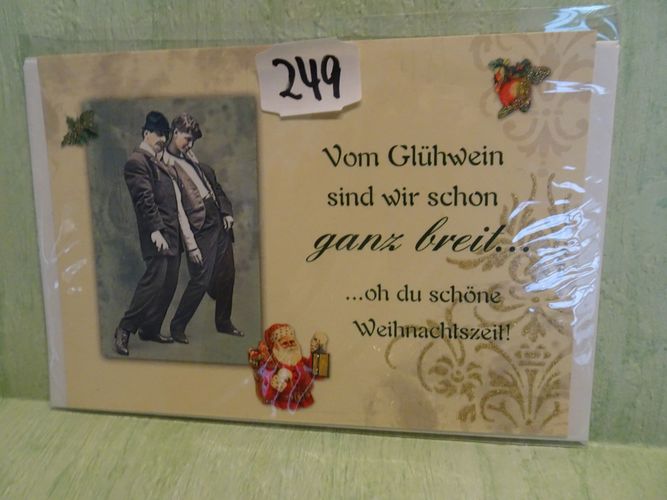 249
Vom Glühwein
sind wir schon
ganz breit...
...oh du schöne
Weihnachtszeit!